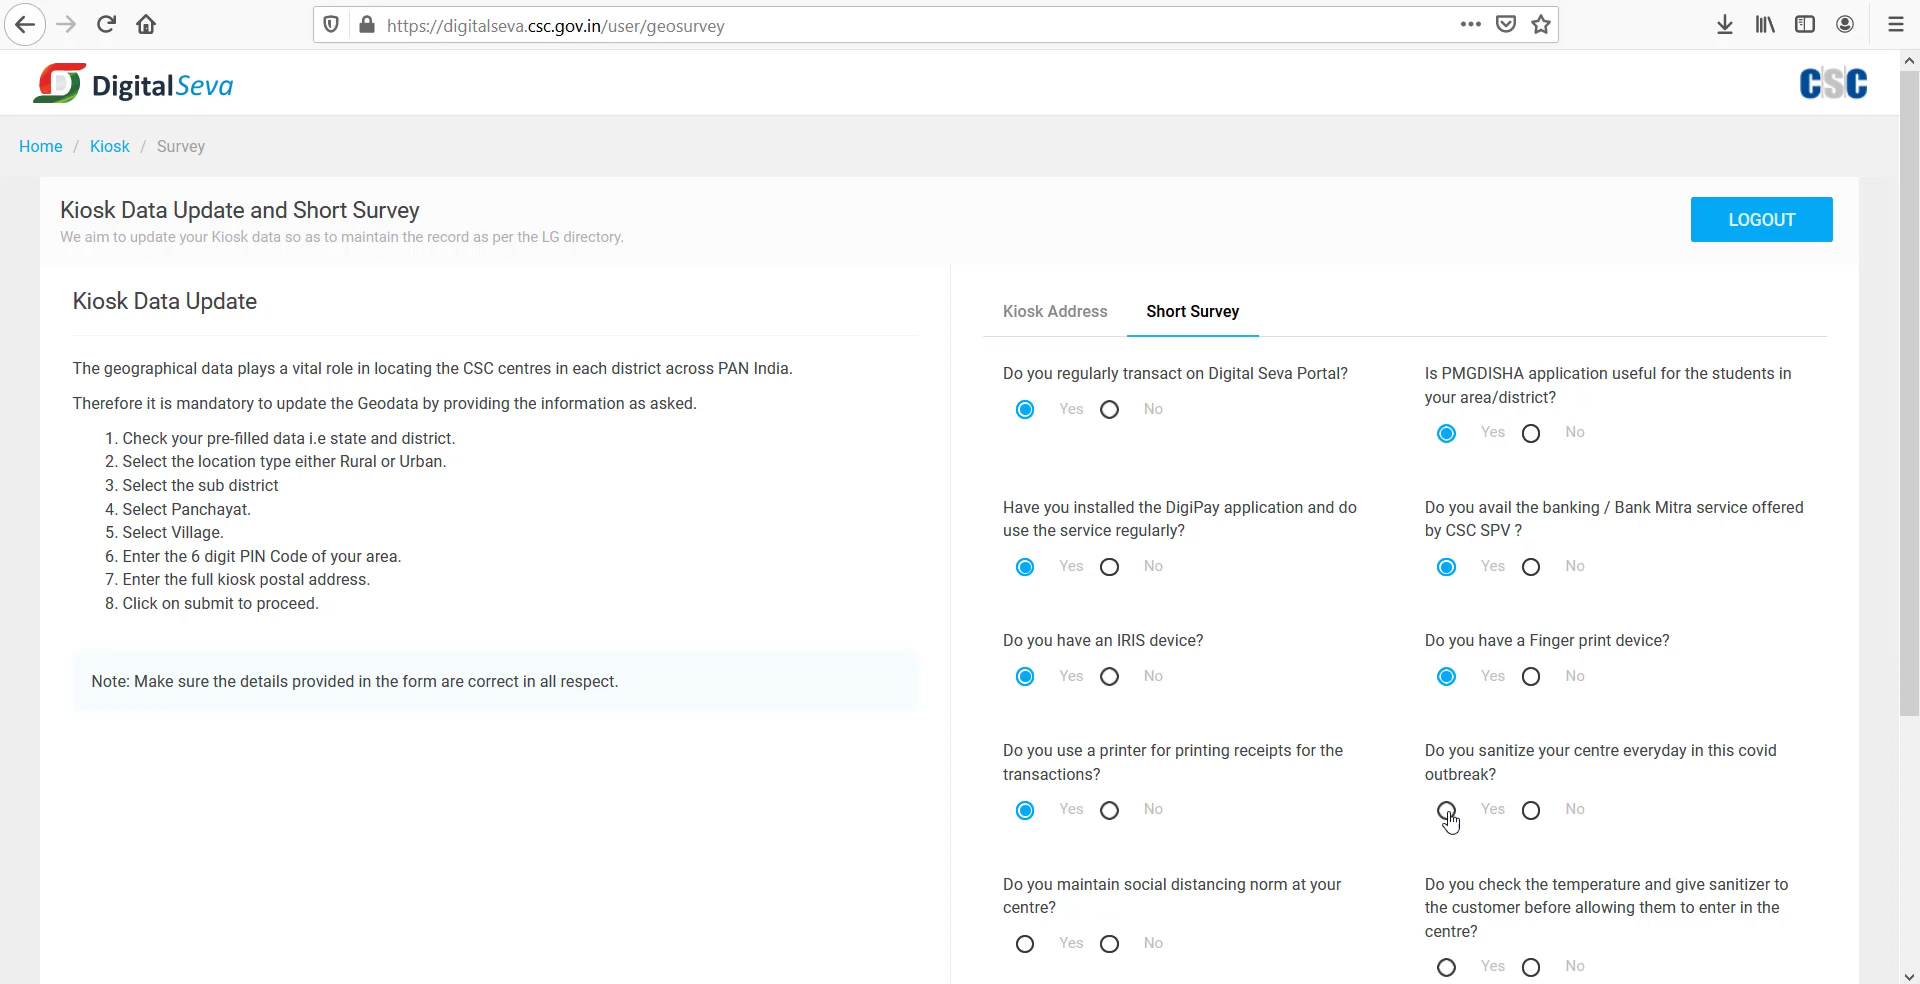 https://digitalseva.csc.gov.in/user/geosurvey
DigitalSeva
CSC
Home / Kiosk / Survey
Kiosk Data Update and Short Survey
We aim to update your Kiosk data so as to maintain the record as per the LG directory.
LOGOUT
Kiosk Data Update
The geographical data plays a vital role in locating the CSC centres in each district across PAN India.
Therefore it is mandatory to update the Geodata by providing the information as asked.
1. Check your pre-filled data i.e state and district.
2. Select the location type either Rural or Urban.
3. Select the sub district
4. Select Panchayat.
5. Select Village.
6. Enter the 6 digit PIN Code of your area.
7. Enter the full kiosk postal address.
8. Click on submit to proceed.
Note: Make sure the details provided in the form are correct in all respect.
Kiosk Address Short Survey
Do you regularly transact on Digital Seva Portal?
Yes No
Is PMGDISHA application useful for the students in
your area/district?
Yes No
Have you installed the DigiPay application and do
use the service regularly?
Yes No
Do you avail the banking / Bank Mitra service offered
by CSC SPV ?
Yes No
Do you have an IRIS device?
Yes No
Do you have a Finger print device?
Yes No
Do you use a printer for printing receipts for the
transactions?
Yes No
Do you sanitize your centre everyday in this covid
outbreak?
Yes No
Do you maintain social distancing norm at your
centre?
Yes No
Do you check the temperature and give sanitizer to
the customer before allowing them to enter in the
centre?
Yes No